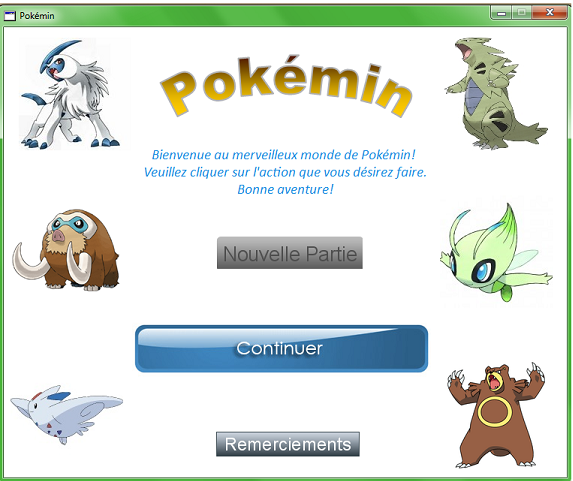 Pokémin
Pokémin
Bienvenue au merveilleux monde de Pokémin!
Veuillez cliquer sur l'action que vous désirez faire.
Bonne aventure!
Nouvelle Partie
Continuer
Remerciements